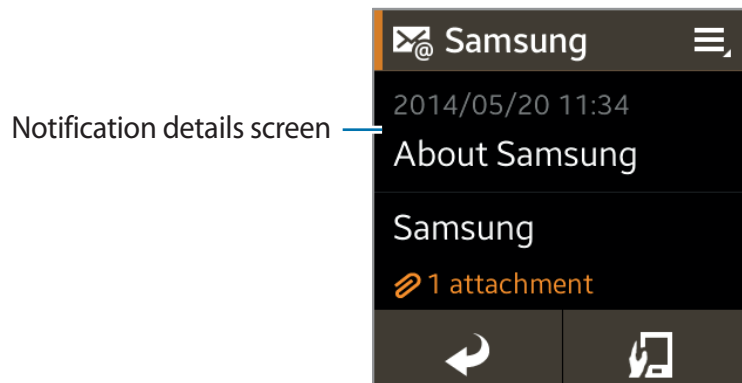 Samsung
2014/05/20 11:34
Notification details screen
About Samsung
Samsung
1 attachment